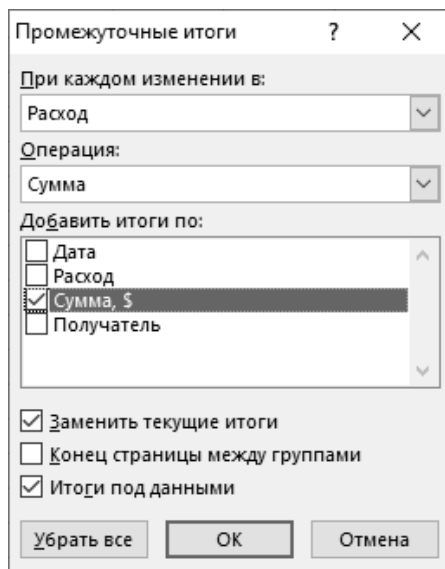 Промежуточные итоги ? ×
При каждом изменении в:
Расход
Операция:
Сумма
Добавить итоги по:
Дата
Расход
Сумма, $
Получатель
Заменить текущие итоги
Конец страницы между группами
Итоги под данными
Убрать все ОК Отмена